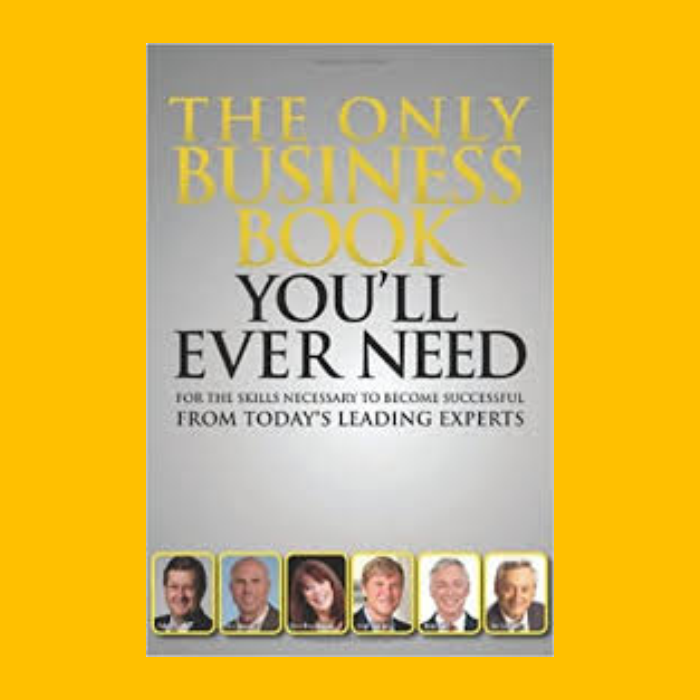 THE ONLY
BUSINESS
BOOK
YOU'LL
EVER NEED
FOR THE SKILLS NECESSARY TO BECOME SUCCESSFUL
FROM TODAY'S LEADING EXPERTS